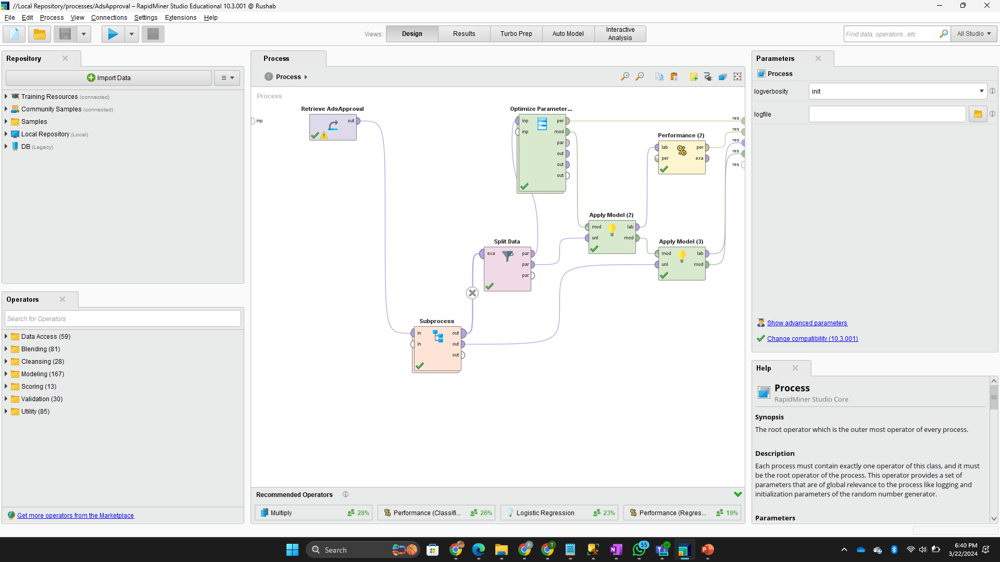 //Local Repository/processes/AdsApproval – RapidMiner Studio Educational 10.3.001 @ Rushab
File Edit Process View Connections Settings Extensions Help
Views: Design Results Turbo Prep Auto Model Interactive Analysis
Find data, operators...etc All Studio
Repository
Import Data
Training Resources (connected)
Community Samples (connected)
Samples
Local Repository (Local)
DB (Legacy)
Operators
Search for Operators
Data Access (59)
Blending (81)
Cleansing (28)
Modeling (167)
Scoring (13)
Validation (30)
Utility (85)
Get more operators from the Marketplace
Process
Process
Process
inp
Retrieve AdsApproval
out
Optimize Parameter...
inp per
inp mod
par
out
out
out
Performance (2)
lab per
per exa
res
res
res
res
res
Apply Model (2)
mod lab
unl mod
Apply Model (3)
mod lab
unl mod
Split Data
exa par
par
par
Subprocess
in out
in out
out
Recommended Operators
Multiply 28%
Performance (Classifi... 26%
Logistic Regression 23%
Performance (Regres... 19%
Parameters
Process
logverbosity init
logfile
Show advanced parameters
Change compatibility (10.3.001)
Help
Process
RapidMiner Studio Core
Synopsis
The root operator which is the outer most operator of every process.
Description
Each process must contain exactly one operator of this class, and it must
be the root operator of the process. This operator provides a set of
parameters that are of global relevance to the process like logging and
initialization parameters of the random number generator.
Parameters
Search
R
T
55
NEW
6:40 PM
3/22/2024